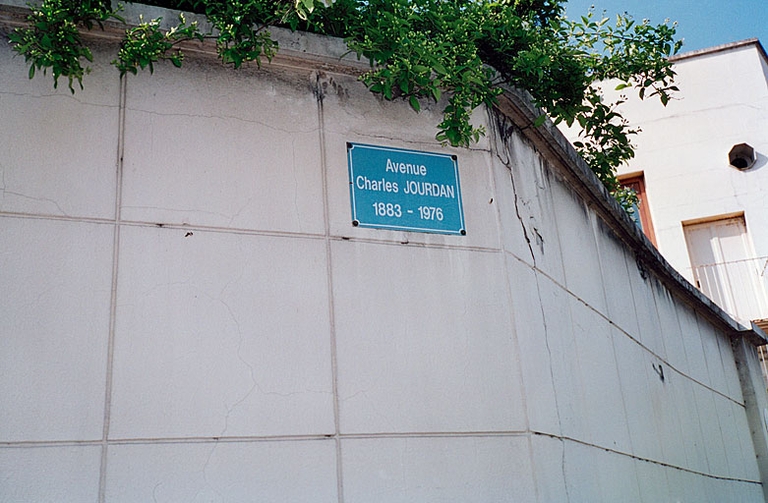 Avenue
Charles JOURDAN
1883 - 1976